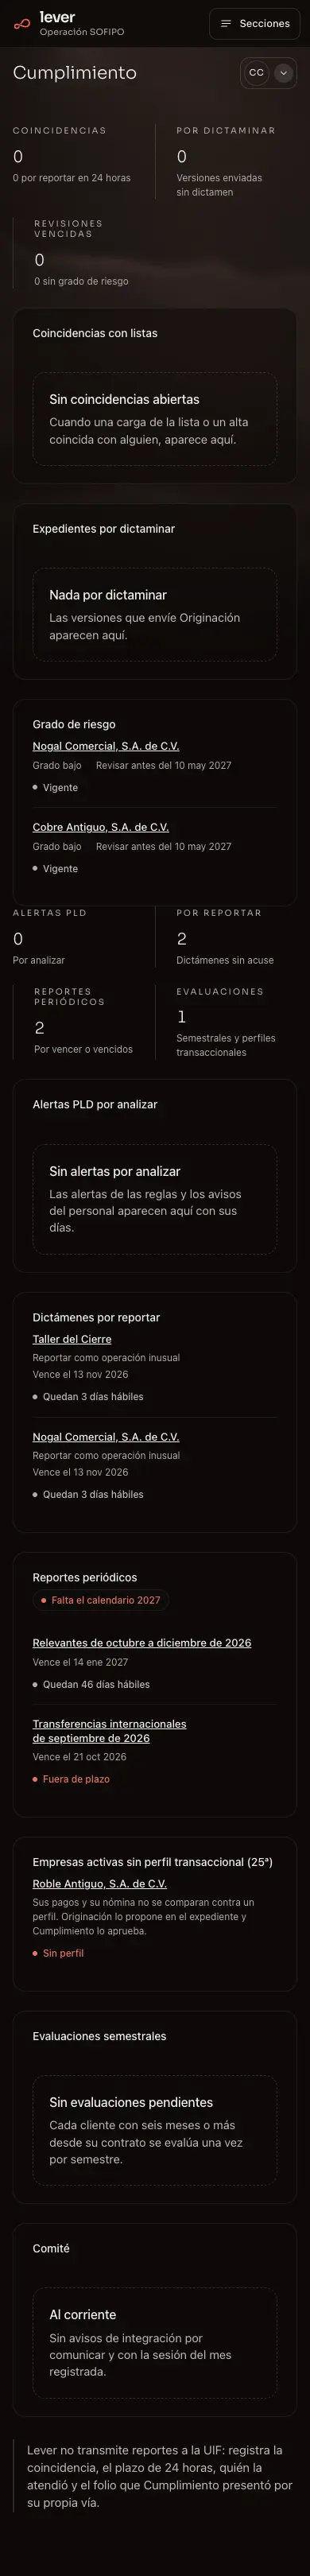 lever
Operación SOFIPO
Secciones
Cumplimiento
CC
COINCIDENCIAS
0
0 por reportar en 24 horas
POR DICTAMINAR
0
Versiones enviadas
sin dictamen
REVISIONES
VENCIDAS
0
0 sin grado de riesgo
Coincidencias con listas
Sin coincidencias abiertas
Cuando una carga de la lista o un alta
coincida con alguien, aparece aquí.
Expedientes por dictaminar
Nada por dictaminar
Las versiones que envíe Originación
aparecen aquí.
Grado de riesgo
Nogal Comercial, S.A. de C.V.
Grado bajo Revisar antes del 10 may 2027
Vigente
Cobre Antiguo, S.A. de C.V.
Grado bajo Revisar antes del 10 may 2027
Vigente
ALERTAS PLD
0
Por analizar
POR REPORTAR
2
Dictámenes sin acuse
REPORTES
PERIÓDICOS
2
Por vencer o vencidos
EVALUACIONES
1
Semestrales y perfiles
transaccionales
Alertas PLD por analizar
Sin alertas por analizar
Las alertas de las reglas y los avisos
del personal aparecen aquí con sus
días.
Dictámenes por reportar
Taller del Cierre
Reportar como operación inusual
Vence el 13 nov 2026
Quedan 3 días hábiles
Nogal Comercial, S.A. de C.V.
Reportar como operación inusual
Vence el 13 nov 2026
Quedan 3 días hábiles
Reportes periódicos
Falta el calendario 2027
Relevantes de octubre a diciembre de 2026
Vence el 14 ene 2027
Quedan 46 días hábiles
Transferencias internacionales
de septiembre de 2026
Vence el 21 oct 2026
Fuera de plazo
Empresas activas sin perfil transaccional (25ª)
Roble Antiguo, S.A. de C.V.
Sus pagos y su nómina no se comparan contra un
perfil. Originación lo propone en el expediente y
Cumplimiento lo aprueba.
Sin perfil
Evaluaciones semestrales
Sin evaluaciones pendientes
Cada cliente con seis meses o más
desde su contrato se evalúa una vez
por semestre.
Comité
Al corriente
Sin avisos de integración por
comunicar y con la sesión del mes
registrada.
Lever no transmite reportes a la UIF: registra la
coincidencia, el plazo de 24 horas, quién la
atendió y el folio que Cumplimiento presentó por
su propia vía.